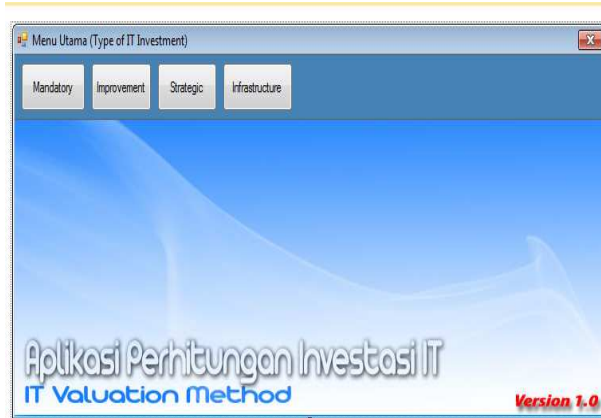 Menu Utama (Type of IT Investment)
Mandatory Improvement Strategic Infrastructure
Aplikasi Perhitungan Investasi IT
IT Valuation Method
Version 1.0